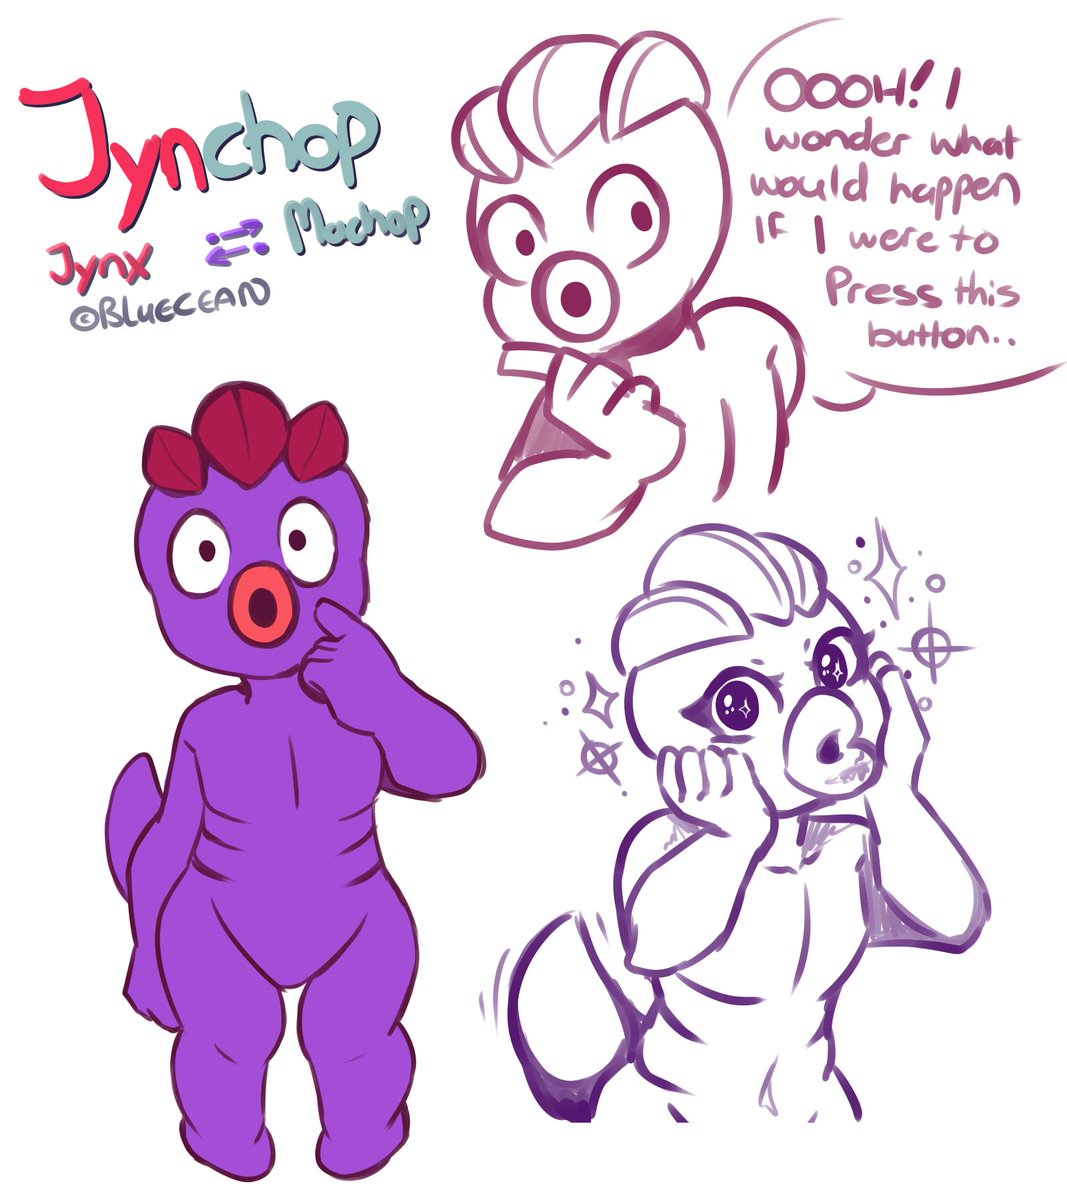 Jynchop
Jynx Machop
©BLUECEAN
OOOH! I
wonder what
would happen
IF I were to
Press this
button..